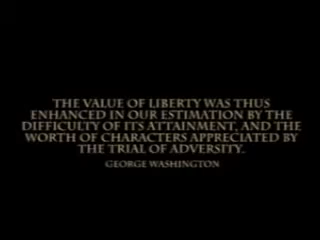 THE VALUE OF LIBERTY WAS THUS
ENHANCED IN OUR ESTIMATION BY THE
DIFFICULTY OF ITS ATTAINMENT, AND THE
WORTH OF CHARACTERS APPRECIATED BY
THE TRIAL OF ADVERSITY.
GEORGE WASHINGTON